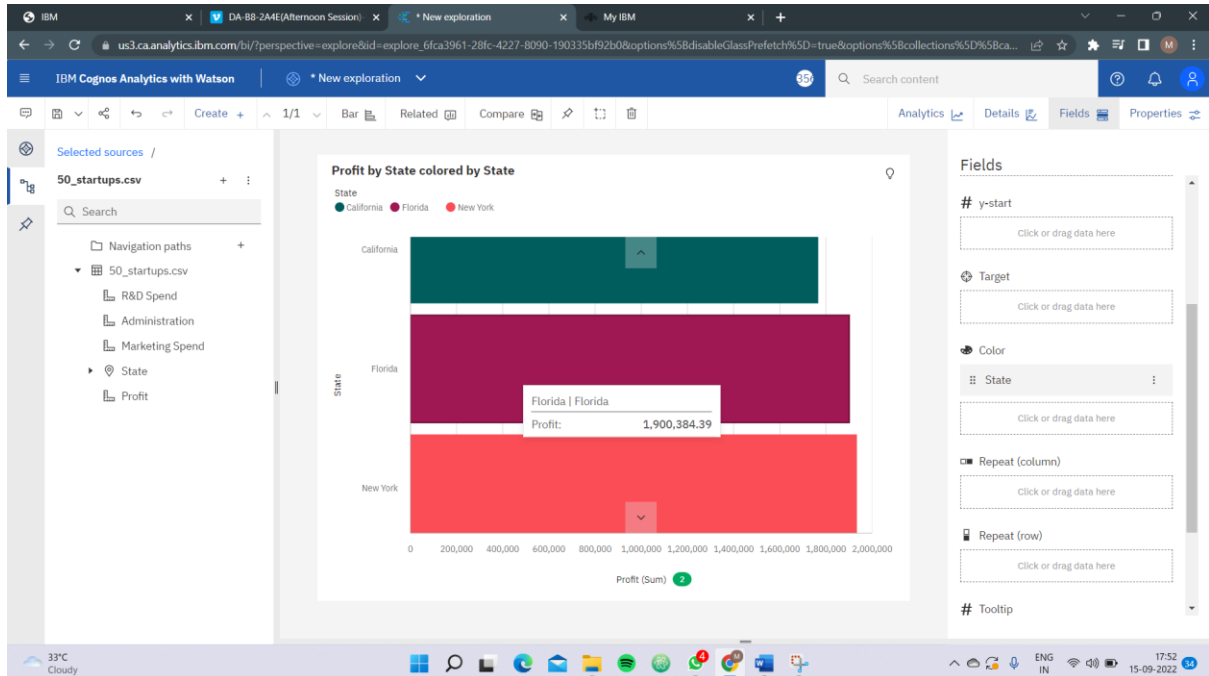 IBM
DA-BB-2A4E(Afternoon Session)
* New exploration
My IBM
us3.ca.analytics.ibm.com/bi/?perspective=explore&id=explore_6fca3961-28fc-4227-8090-190335bf92b0&options%5BdisableGlassPrefetch%5D=true&options%5Bcollections%5D%5Bca...
M
IBM Cognos Analytics with Watson
* New exploration
Search content
Create +
1/1
Bar
Related
Compare
Analytics
Details
Fields
Properties
Selected sources /
50_startups.csv
Search
Navigation paths
50_startups.csv
R&D Spend
Administration
Marketing Spend
State
Profit
Profit by State colored by State
State
California
Florida
New York
California
Florida
New York
State
Florida | Florida
Profit: 1,900,384.39
0 200,000 400,000 600,000 800,000 1,000,000 1,200,000 1,400,000 1,600,000 1,800,000 2,000,000
Profit (Sum) 2
Fields
# y-start
Click or drag data here
Target
Click or drag data here
Color
State
Click or drag data here
Repeat (column)
Click or drag data here
Repeat (row)
Click or drag data here
# Tooltip
33°C
Cloudy
4
ENG
IN
17:52
15-09-2022
34